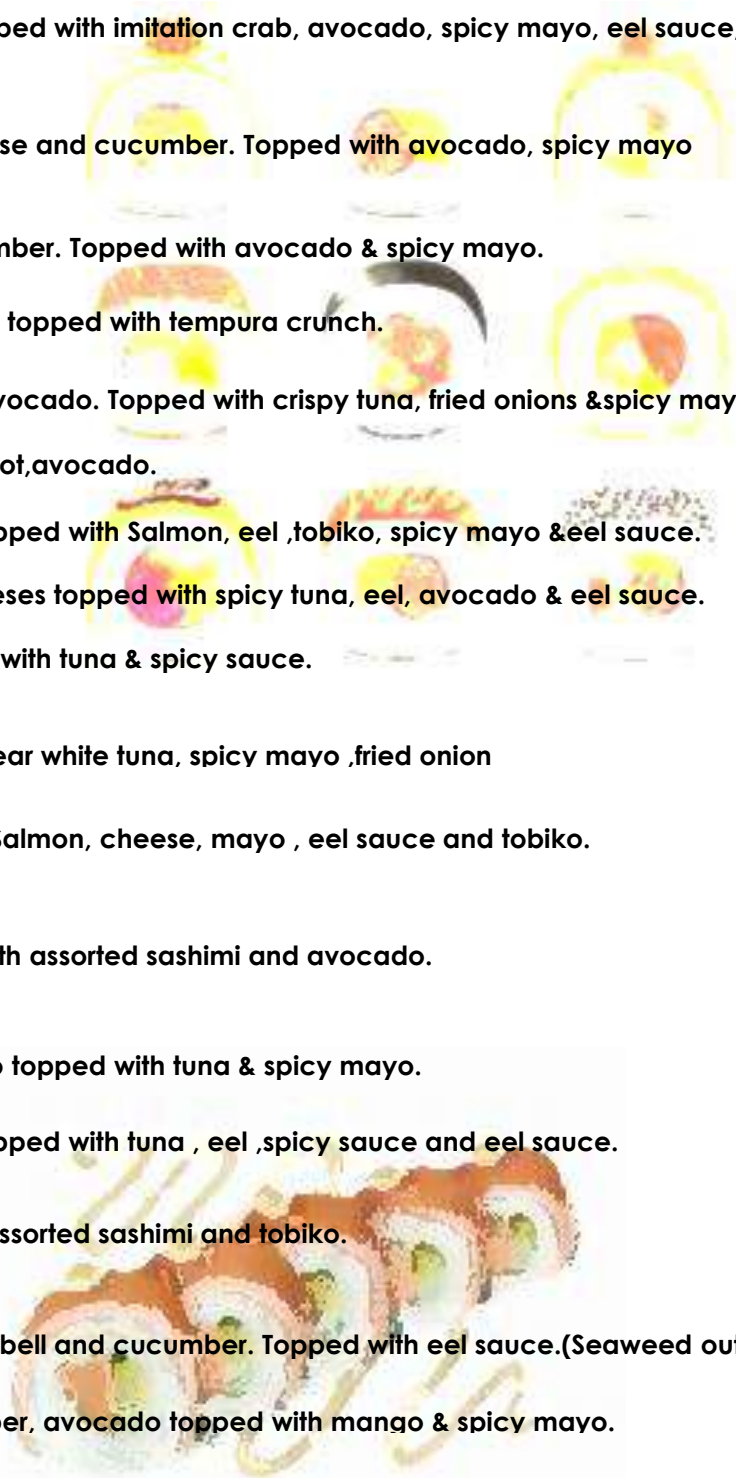 ped with imitation crab, avocado, spicy mayo, eel sauce,
se and cucumber. Topped with avocado, spicy mayo
mber. Topped with avocado & spicy mayo.
topped with tempura crunch.
vocado. Topped with crispy tuna, fried onions &spicy may
ot,avocado.
pped with Salmon, eel ,tobiko, spicy mayo &eel sauce.
eses topped with spicy tuna, eel, avocado & eel sauce.
with tuna & spicy sauce.
ear white tuna, spicy mayo ,fried onion
Salmon, cheese, mayo , eel sauce and tobiko.
th assorted sashimi and avocado.
o topped with tuna & spicy mayo.
pped with tuna , eel ,spicy sauce and eel sauce.
ssorted sashimi and tobiko.
bell and cucumber. Topped with eel sauce.(Seaweed out
er, avocado topped with mango & spicy mayo.